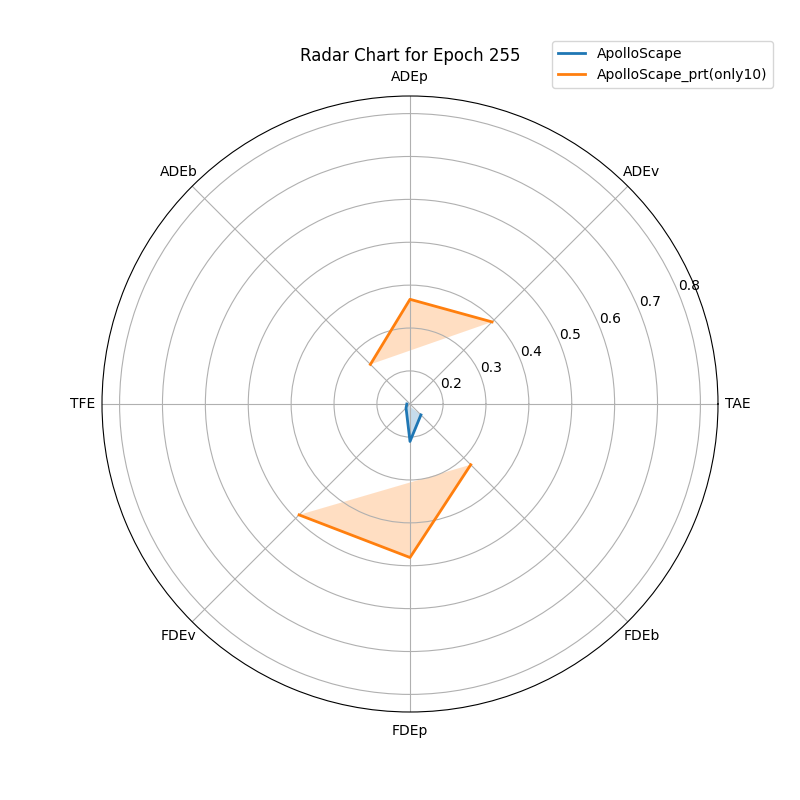 Radar Chart for Epoch 255
ApolloScape
ApolloScape_prt(only10)
ADEp
ADEb
ADEv
0.8
0.7
0.6
0.5
0.4
0.3
0.2
TFE
TAE
FDEv
FDEb
FDEp